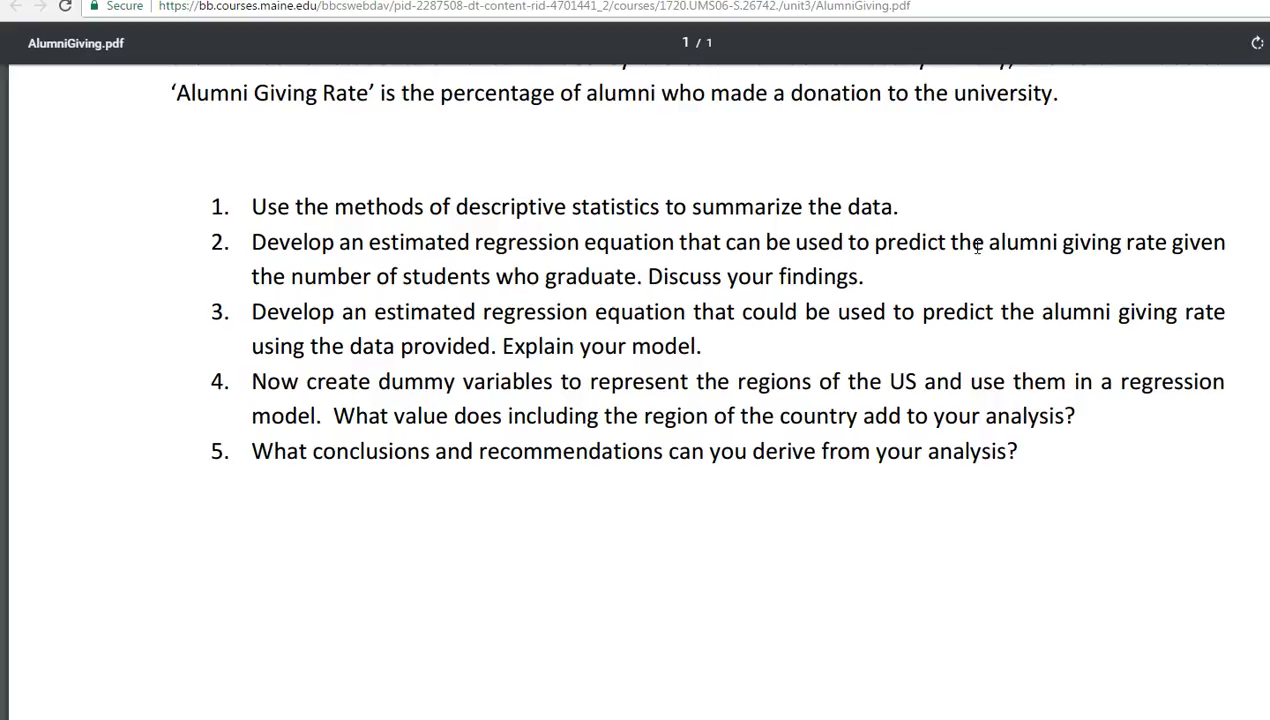 Secure https://bb.courses.maine.edu/bbcswebdav/pid-2287508-dt-content-rid-4701441_2/courses/1720.UMS06-S.26742./unit3/AlumniGiving.pdf
AlumniGiving.pdf 1 / 1
‘Alumni Giving Rate’ is the percentage of alumni who made a donation to the university.
1. Use the methods of descriptive statistics to summarize the data.
2. Develop an estimated regression equation that can be used to predict the alumni giving rate given
the number of students who graduate. Discuss your findings.
3. Develop an estimated regression equation that could be used to predict the alumni giving rate
using the data provided. Explain your model.
4. Now create dummy variables to represent the regions of the US and use them in a regression
model. What value does including the region of the country add to your analysis?
5. What conclusions and recommendations can you derive from your analysis?